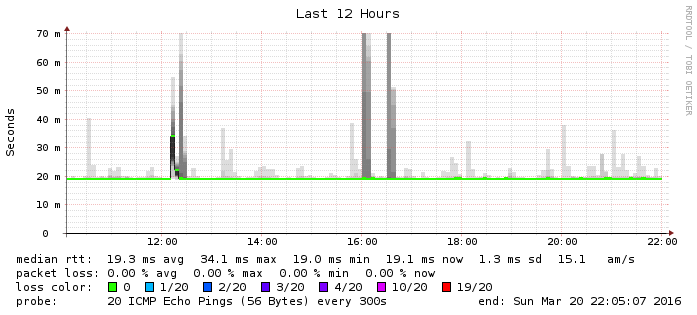 Last 12 Hours
RRDTOOL / TOBI OETIKER
Seconds
70 m
60 m
50 m
40 m
30 m
20 m
10 m
0
12:00 14:00 16:00 18:00 20:00 22:00
median rtt: 19.3 ms avg 34.1 ms max 19.0 ms min 19.1 ms now 1.3 ms sd 15.1 am/s
packet loss: 0.00 % avg 0.00 % max 0.00 % min 0.00 % now
loss color: 0 1/20 2/20 3/20 4/20 10/20 19/20
probe: 20 ICMP Echo Pings (56 Bytes) every 300s end: Sun Mar 20 22:05:07 2016